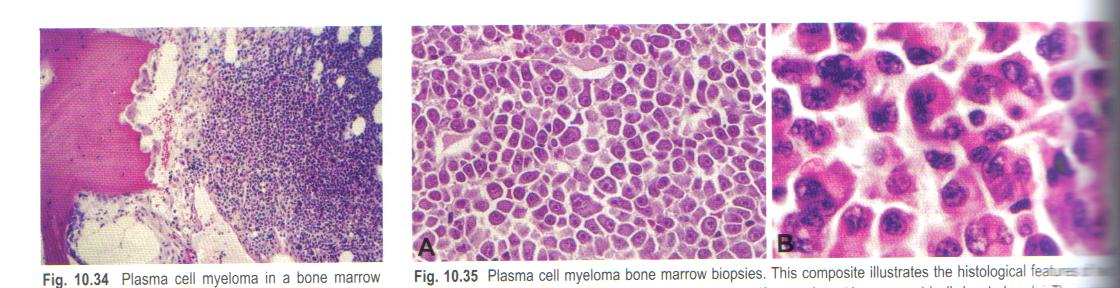 A
B
Fig. 10.34 Plasma cell myeloma in a bone marrow
Fig. 10.35 Plasma cell myeloma bone marrow biopsies. This composite illustrates the histological features